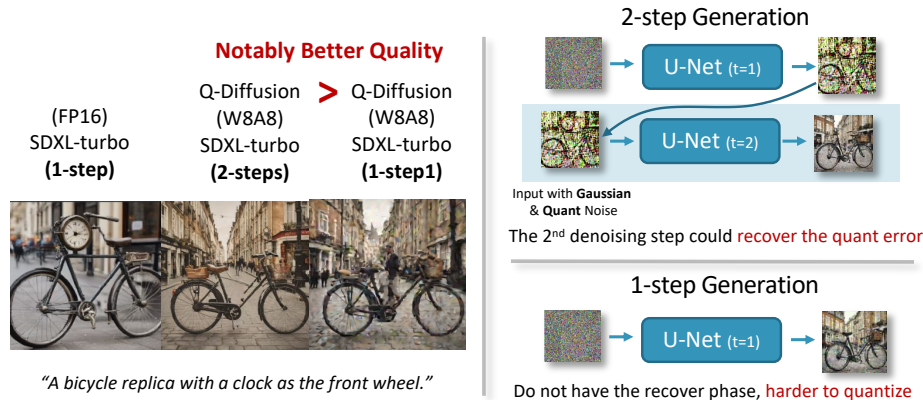 Notably Better Quality
(FP16)
SDXL-turbo
(1-step)
Q-Diffusion
(W8A8)
SDXL-turbo
(2-steps)
>
Q-Diffusion
(W8A8)
SDXL-turbo
(1-step1)
"A bicycle replica with a clock as the front wheel."
2-step Generation
U-Net (t=1)
U-Net (t=2)
Input with Gaussian
& Quant Noise
The 2nd denoising step could recover the quant error
1-step Generation
U-Net (t=1)
Do not have the recover phase, harder to quantize